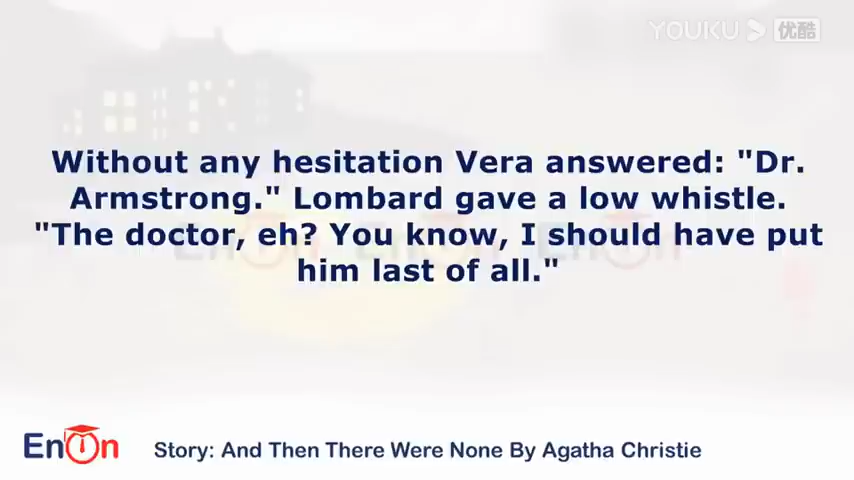 YOUKU 优酷
Without any hesitation Vera answered: "Dr.
Armstrong." Lombard gave a low whistle.
"The doctor, eh? You know, I should have put
him last of all."
EnOn
Story: And Then There Were None By Agatha Christie